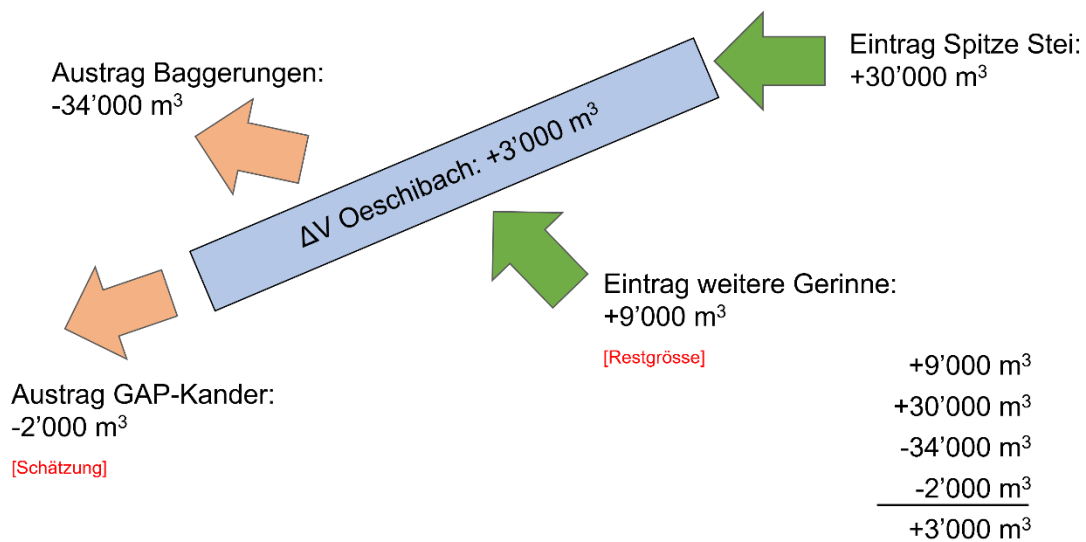 Eintrag Spitze Stei:
+30’000 m³
Austrag Baggerungen:
-34’000 m³
ΔV Oeschibach: +3’000 m³
Eintrag weitere Gerinne:
+9’000 m³
[Restgrösse]
Austrag GAP-Kander:
-2’000 m³
[Schätzung]
+9’000 m³
+30’000 m³
-34’000 m³
-2’000 m³
+3’000 m³